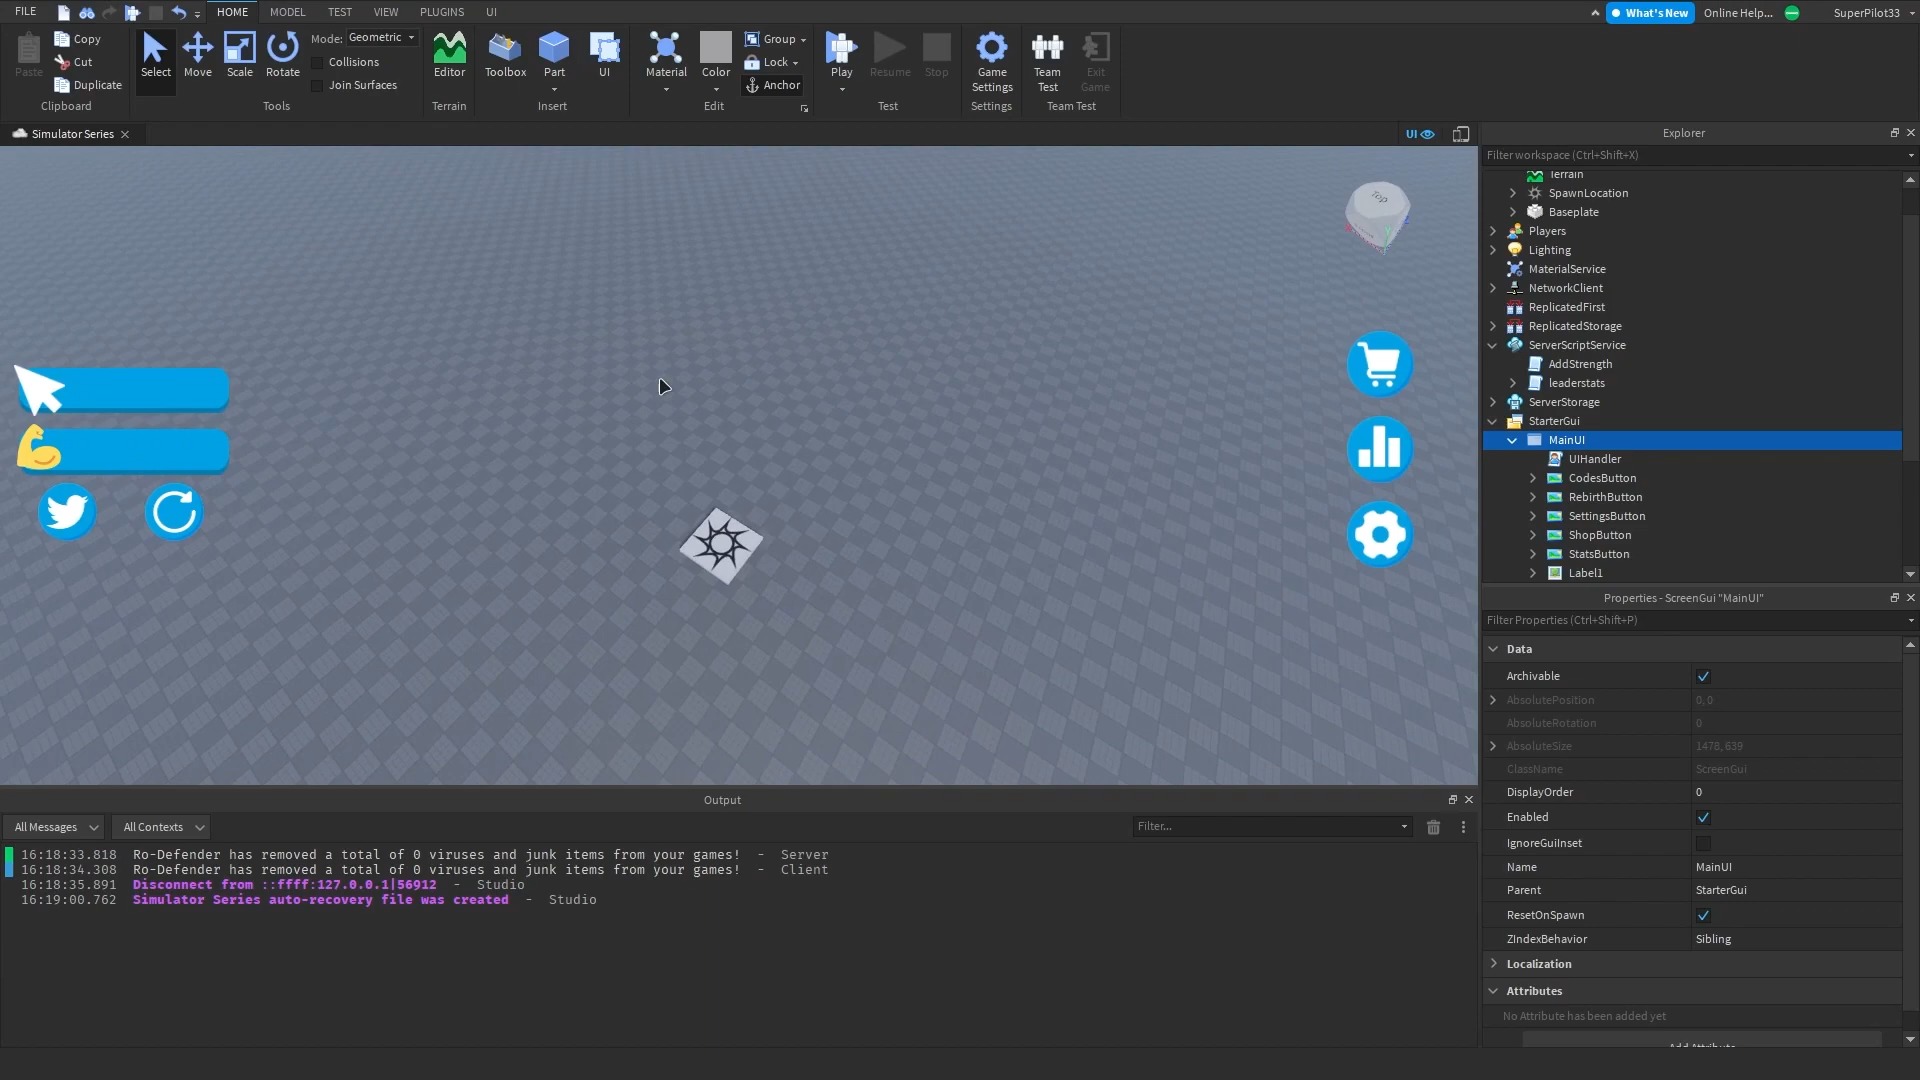 FILE HOME MODEL TEST VIEW PLUGINS UI What's New Online Help... SuperPilot33
Paste Copy Cut Duplicate
Clipboard
Select Move Scale Rotate
Mode: Geometric
Collisions
Join Surfaces
Tools
Editor
Terrain
Toolbox Part UI
Insert
Material Color
Group
Lock
Anchor
Edit
Play Resume Stop
Test
Game Settings
Settings
Team Test Exit Game
Team Test
Simulator Series
UI
Top
Explorer
Filter workspace (Ctrl+Shift+X)
Terrain
SpawnLocation
Baseplate
Players
Lighting
MaterialService
NetworkClient
ReplicatedFirst
ReplicatedStorage
ServerScriptService
AddStrength
leaderstats
ServerStorage
StarterGui
MainUI
UIHandler
CodesButton
RebirthButton
SettingsButton
ShopButton
StatsButton
Label1
Properties - ScreenGui "MainUI"
Filter Properties (Ctrl+Shift+P)
Data
Archivable
AbsolutePosition 0, 0
AbsoluteRotation 0
AbsoluteSize 1478, 639
ClassName ScreenGui
DisplayOrder 0
Enabled
IgnoreGuiInset
Name MainUI
Parent StarterGui
ResetOnSpawn
ZIndexBehavior Sibling
Localization
Attributes
No Attribute has been added yet
Add Attribute
Output
All Messages All Contexts Filter...
16:18:33.818 Ro-Defender has removed a total of 0 viruses and junk items from your games! - Server
16:18:34.308 Ro-Defender has removed a total of 0 viruses and junk items from your games! - Client
16:18:35.891 Disconnect from ::ffff:127.0.0.1|56912 - Studio
16:19:00.762 Simulator Series auto-recovery file was created - Studio